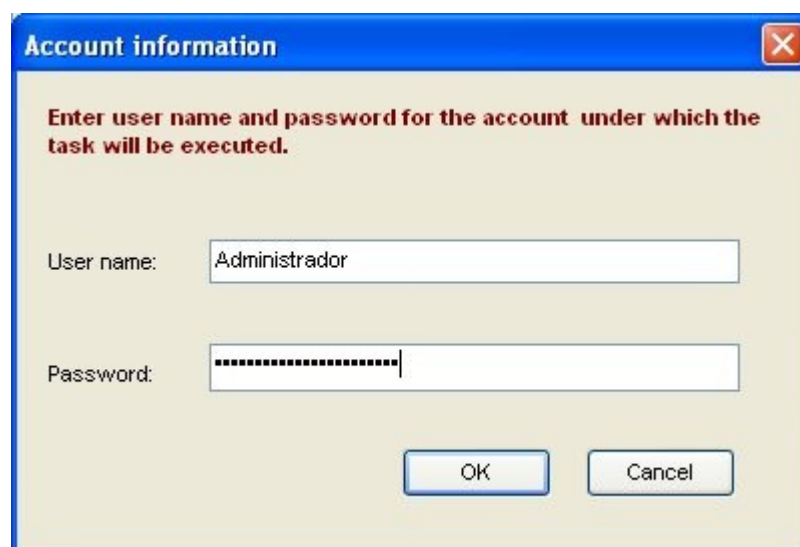 Account information
Enter user name and password for the account under which the
task will be executed.
User name:
Administrador
Password:
•••••••••••••••••••••••
OK
Cancel